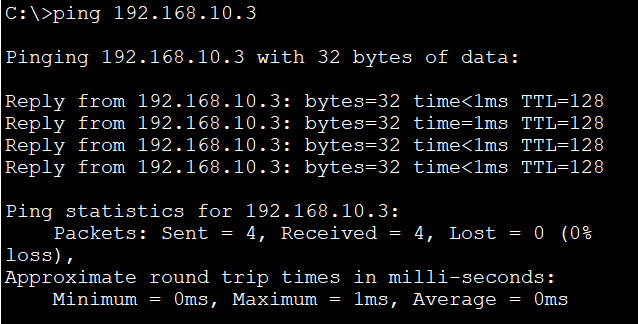 C:\>ping 192.168.10.3
Pinging 192.168.10.3 with 32 bytes of data:
Reply from 192.168.10.3: bytes=32 time<1ms TTL=128
Reply from 192.168.10.3: bytes=32 time=1ms TTL=128
Reply from 192.168.10.3: bytes=32 time<1ms TTL=128
Reply from 192.168.10.3: bytes=32 time<1ms TTL=128
Ping statistics for 192.168.10.3:
    Packets: Sent = 4, Received = 4, Lost = 0 (0%
loss),
Approximate round trip times in milli-seconds:
    Minimum = 0ms, Maximum = 1ms, Average = 0ms